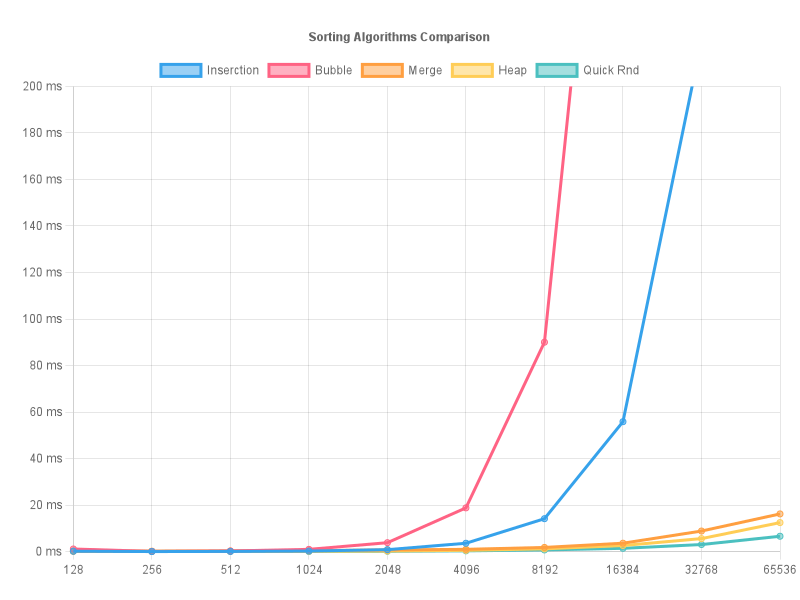 Sorting Algorithms Comparison
Inserction Bubble Merge Heap Quick Rnd
200 ms
180 ms
160 ms
140 ms
120 ms
100 ms
80 ms
60 ms
40 ms
20 ms
0 ms
128 256 512 1024 2048 4096 8192 16384 32768 65536